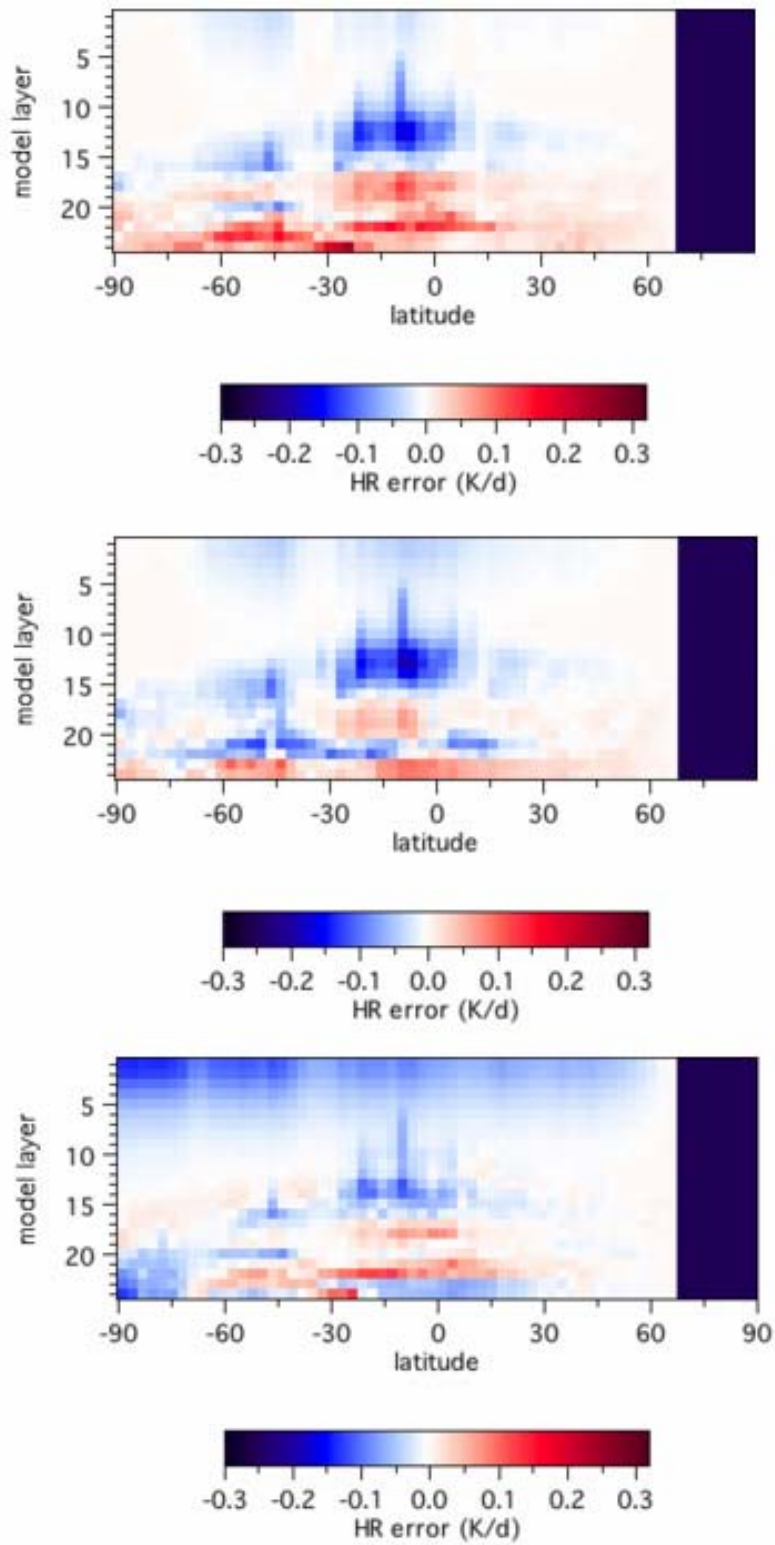 model layer
5
10
15
20
-90 -60 -30 0 30 60
latitude
-0.3 -0.2 -0.1 0.0 0.1 0.2 0.3
HR error (K/d)
model layer
5
10
15
20
-90 -60 -30 0 30 60
latitude
-0.3 -0.2 -0.1 0.0 0.1 0.2 0.3
HR error (K/d)
model layer
5
10
15
20
-90 -60 -30 0 30 60 90
latitude
-0.3 -0.2 -0.1 0.0 0.1 0.2 0.3
HR error (K/d)